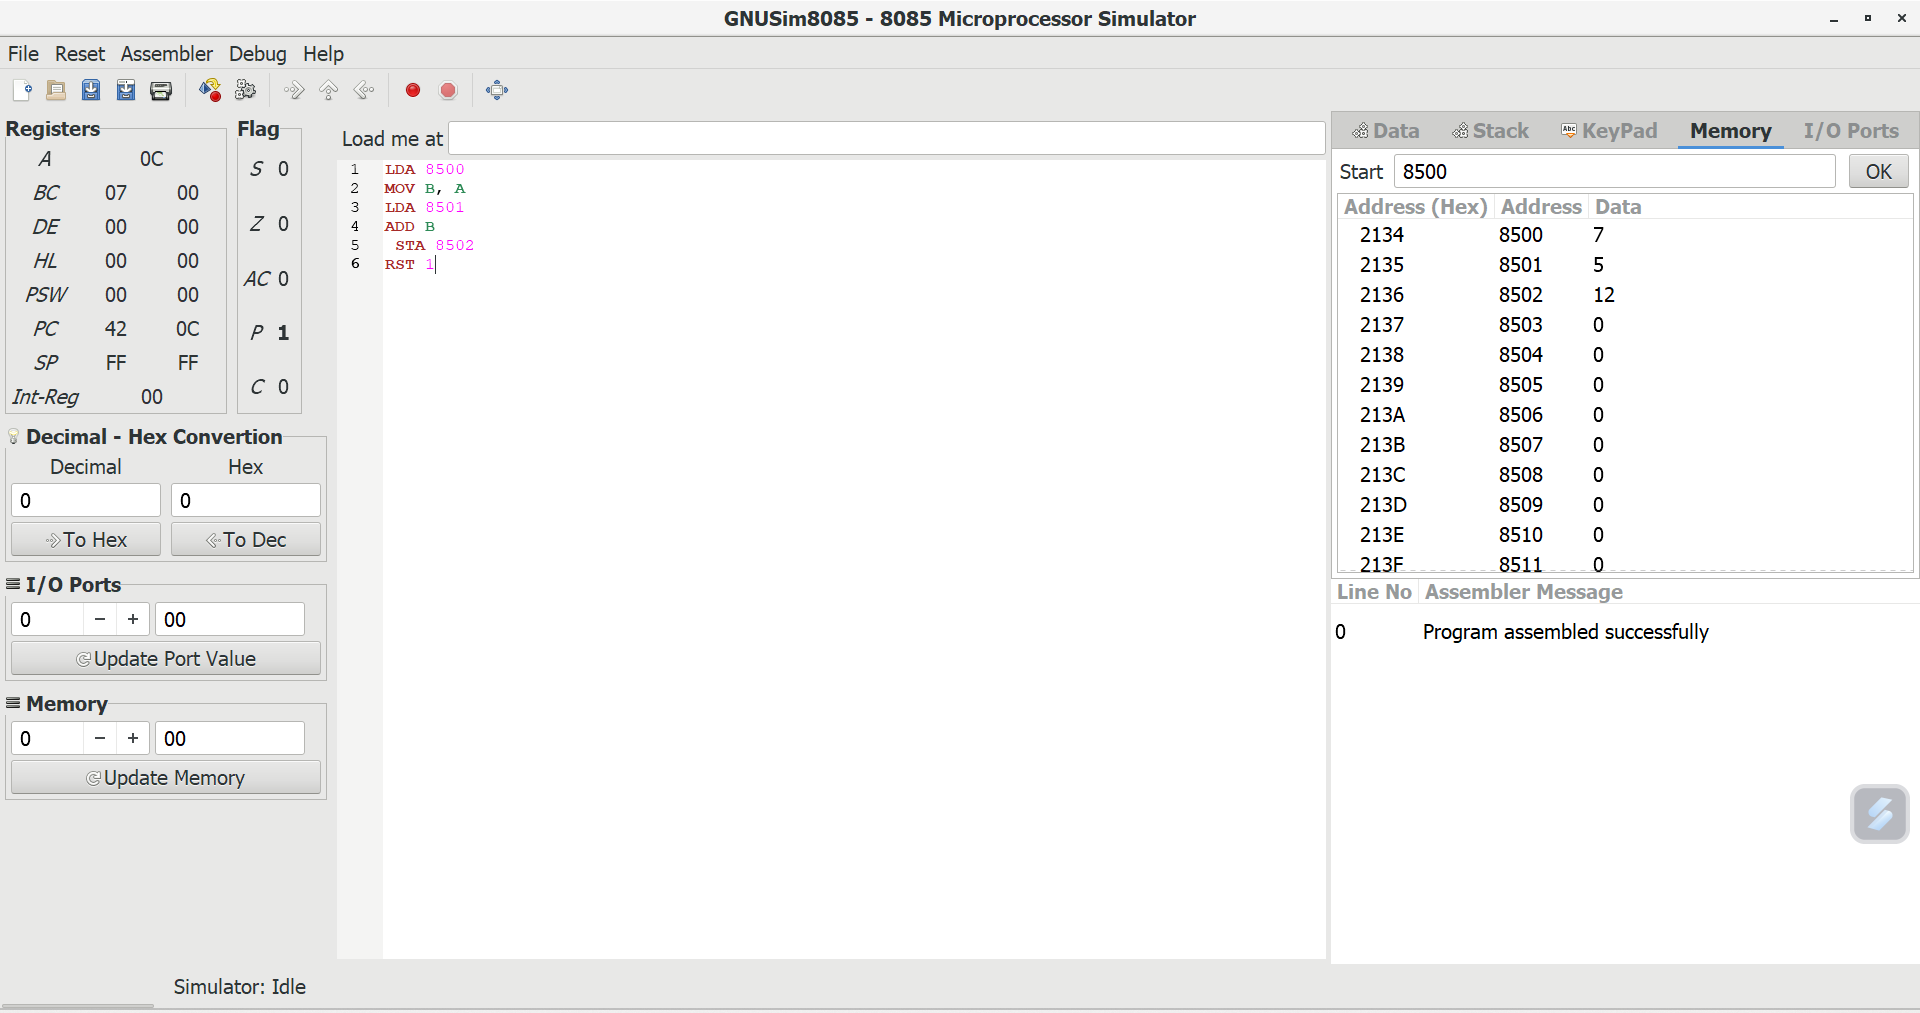 GNUSim8085 - 8085 Microprocessor Simulator
File Reset Assembler Debug Help
Registers
A 0C
BC 07 00
DE 00 00
HL 00 00
PSW 00 00
PC 42 0C
SP FF FF
Int-Reg 00
Flag
S 0
Z 0
AC 0
P 1
C 0
Decimal - Hex Convertion
Decimal Hex
0 0
To Hex To Dec
I/O Ports
0 − + 00
Update Port Value
Memory
0 − + 00
Update Memory
Load me at
1 LDA 8500
2 MOV B, A
3 LDA 8501
4 ADD B
5 STA 8502
6 RST 1
Data Stack Abc KeyPad Memory I/O Ports
Start 8500 OK
Address (Hex) Address Data
2134 8500 7
2135 8501 5
2136 8502 12
2137 8503 0
2138 8504 0
2139 8505 0
213A 8506 0
213B 8507 0
213C 8508 0
213D 8509 0
213E 8510 0
213F 8511 0
Line No Assembler Message
0 Program assembled successfully
Simulator: Idle